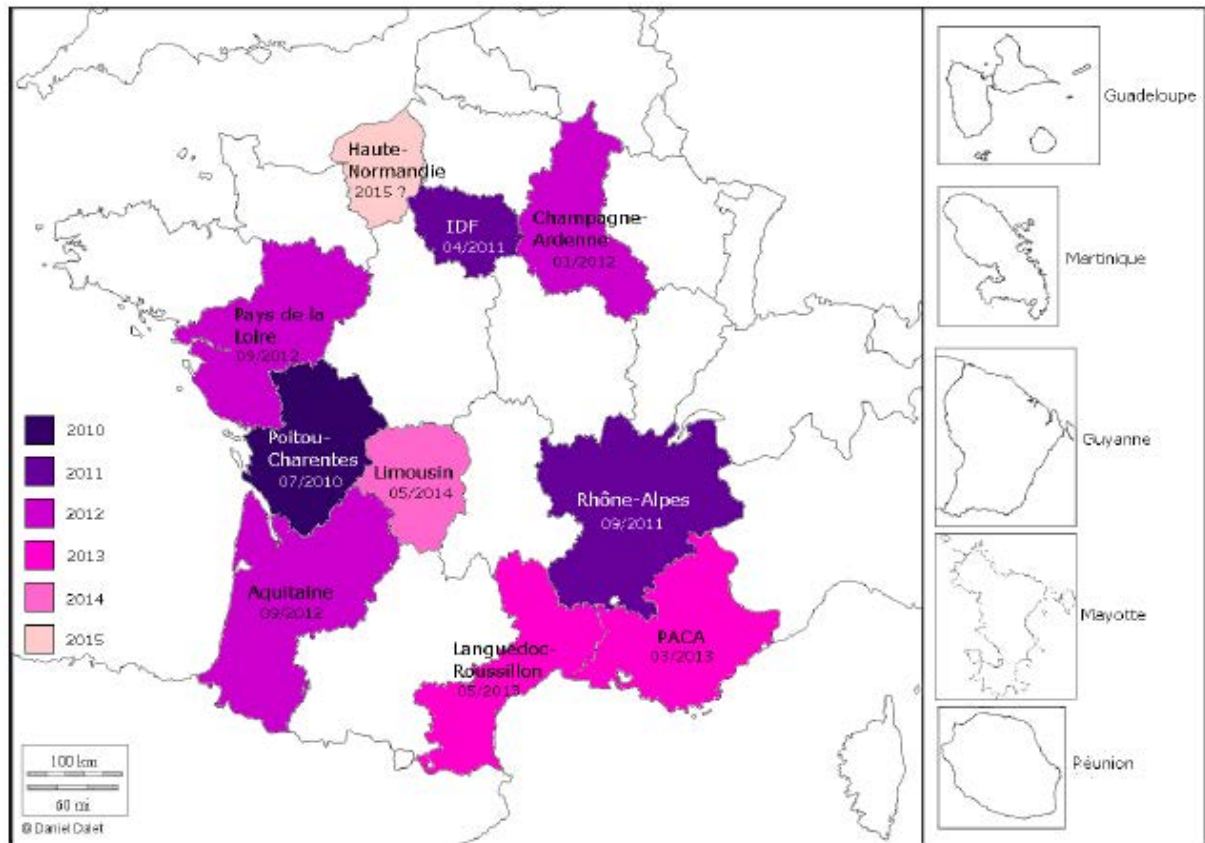 Haute-
Normandie
2015 ?
IDF
04/2011
Champagne-
Ardenne
01/2012
Pays de la
Loire
09/2012
Poitou-
Charentes
07/2010
Limousin
05/2014
Rhône-Alpes
09/2011
Aquitaine
09/2012
Languedoc-
Roussillon
05/2013
PACA
03/2013
2010
2011
2012
2013
2014
2015
100 km
60 mi
© Daniel Dalet
Guadeloupe
Martinique
Guyanne
Mayotte
Réunion